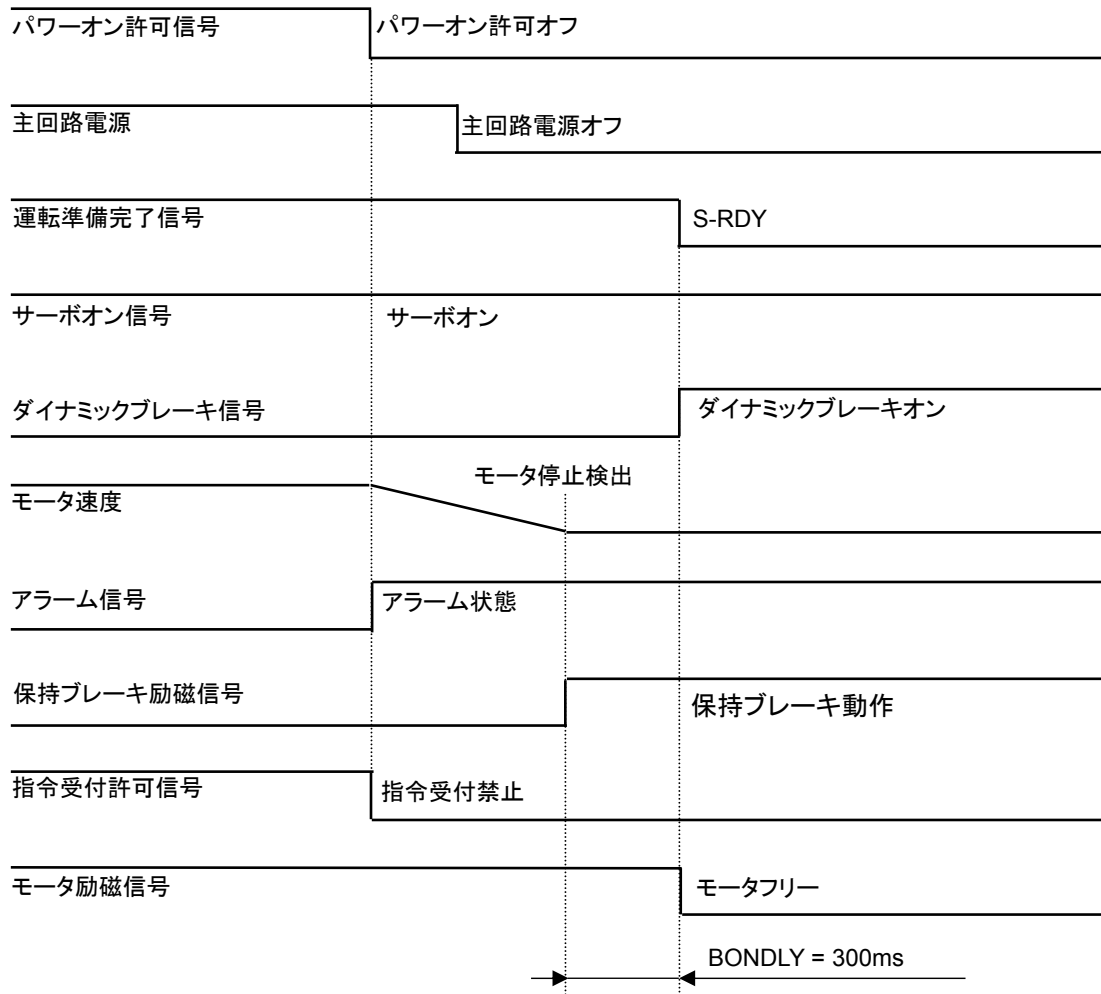 パワーオン許可信号
パワーオン許可オフ
主回路電源
主回路電源オフ
運転準備完了信号
S-RDY
サーボオン信号
サーボオン
ダイナミックブレーキ信号
ダイナミックブレーキオン
モータ停止検出
モータ速度
アラーム信号
アラーム状態
保持ブレーキ励磁信号
保持ブレーキ動作
指令受付許可信号
指令受付禁止
モータ励磁信号
モータフリー
BONDLY = 300ms